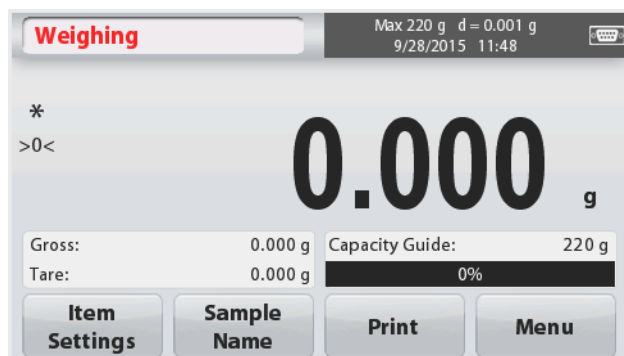 Weighing
Max 220 g d = 0.001 g
9/28/2015 11:48
*
>0<
0.000 g
Gross: 0.000 g
Tare: 0.000 g
Capacity Guide: 220 g
0%
Item
Settings
Sample
Name
Print
Menu